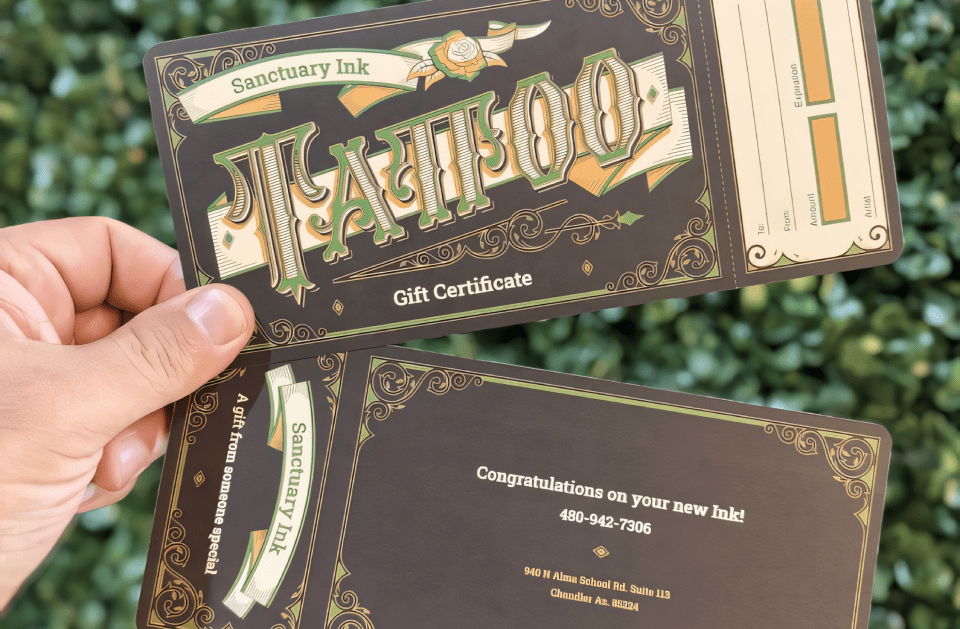 Sanctuary Ink
TATTOO
Gift Certificate
To:
From:
Amount
Expiration
Artist
A gift from someone special
Sanctuary Ink
Congratulations on your new Ink!
480-942-7306
940 N Alma School Rd. Suite 113
Chandler Az. 85224